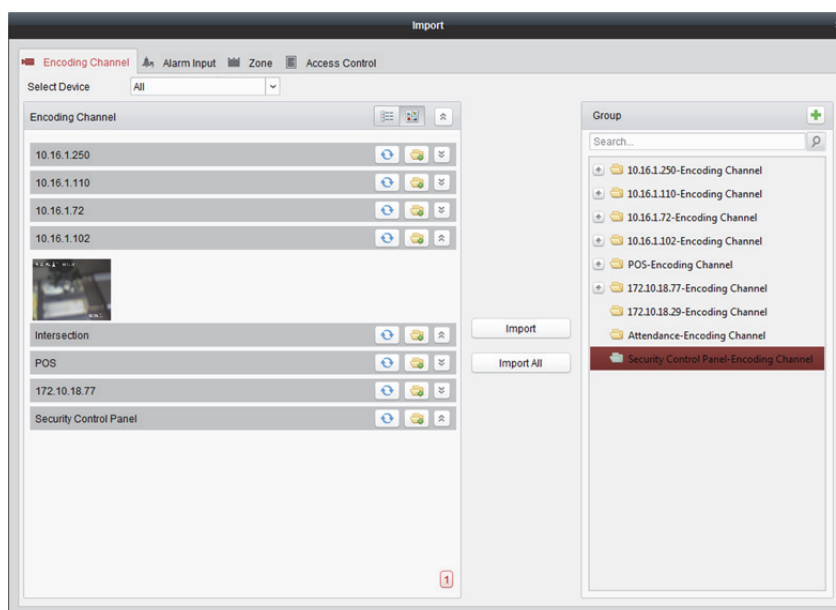 Import
Encoding Channel Alarm Input Zone Access Control
Select Device All
Encoding Channel
10.16.1.250
10.16.1.110
10.16.1.72
10.16.1.102
Intersection
POS
172.10.18.77
Security Control Panel
1
Import
Import All
Group
Search...
10.16.1.250-Encoding Channel
10.16.1.110-Encoding Channel
10.16.1.72-Encoding Channel
10.16.1.102-Encoding Channel
POS-Encoding Channel
172.10.18.77-Encoding Channel
172.10.18.29-Encoding Channel
Attendance-Encoding Channel
Security Control Panel-Encoding Channel